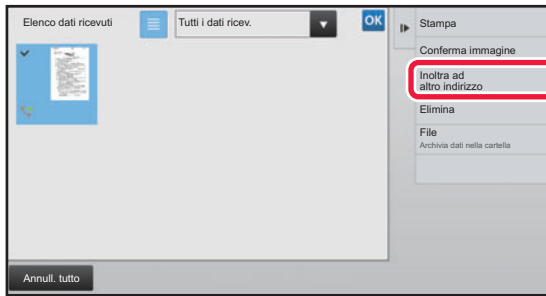 Elenco dati ricevuti
Tutti i dati ricev.
OK
Stampa
Conferma immagine
Inoltra ad
altro indirizzo
Elimina
File
Archivia dati nella cartella
Annull. tutto